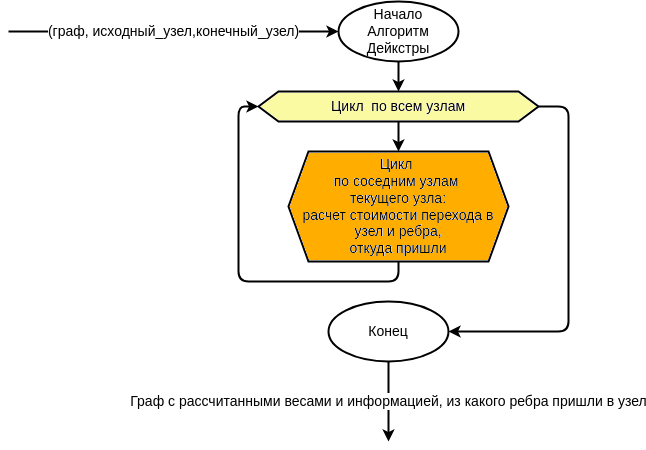 Начало
(граф, исходный_узел,конечный_узел)
Алгоритм
Дейкстры
Цикл  по всем узлам
Цикл
по соседним узлам
текущего узла:
расчет стоимости перехода в
узел и ребра,
откуда пришли
Конец
Граф с рассчитанными весами и информацией, из какого ребра пришли в узел